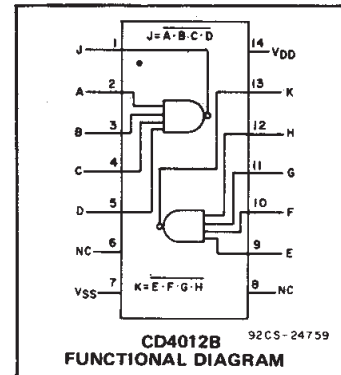 J=A·B·C·D
J 1
14 VDD
A 2
13 K
B 3
12 H
C 4
11 G
D 5
10 F
NC 6
9 E
VSS 7
8 NC
K=E·F·G·H
92CS-24759
CD4012B
FUNCTIONAL DIAGRAM